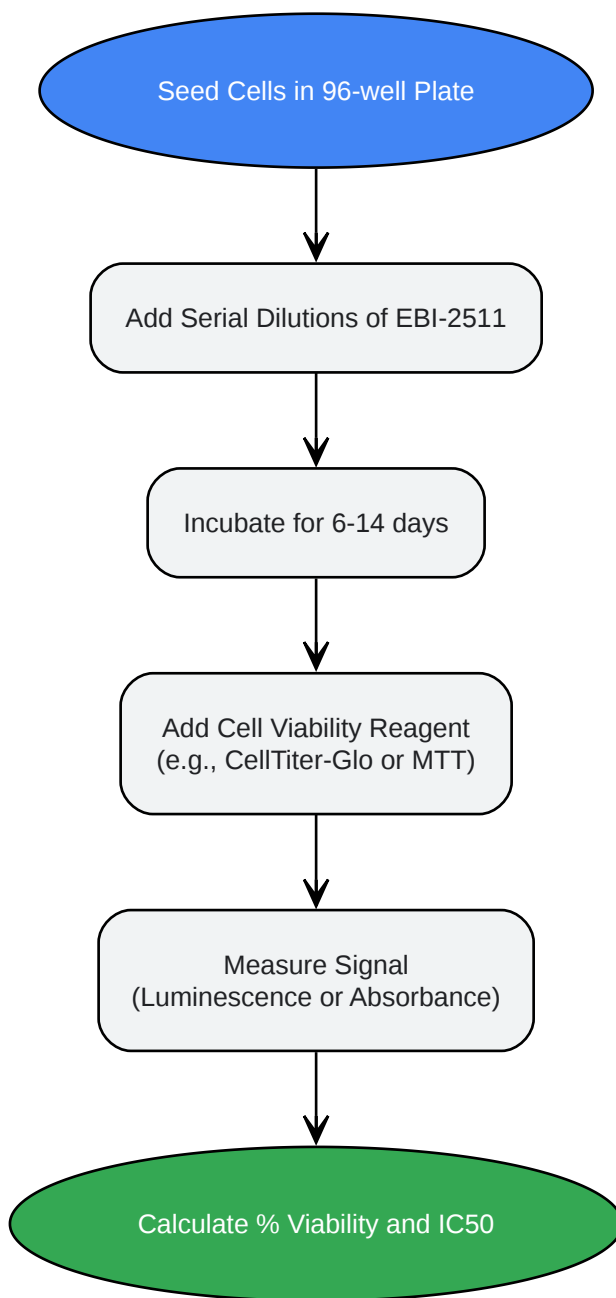 Seed Cells in 96-well Plate
Add Serial Dilutions of EBI-2511
Incubate for 6-14 days
Add Cell Viability Reagent
(e.g., CellTiter-Glo or MTT)
Measure Signal
(Luminescence or Absorbance)
Calculate % Viability and IC50